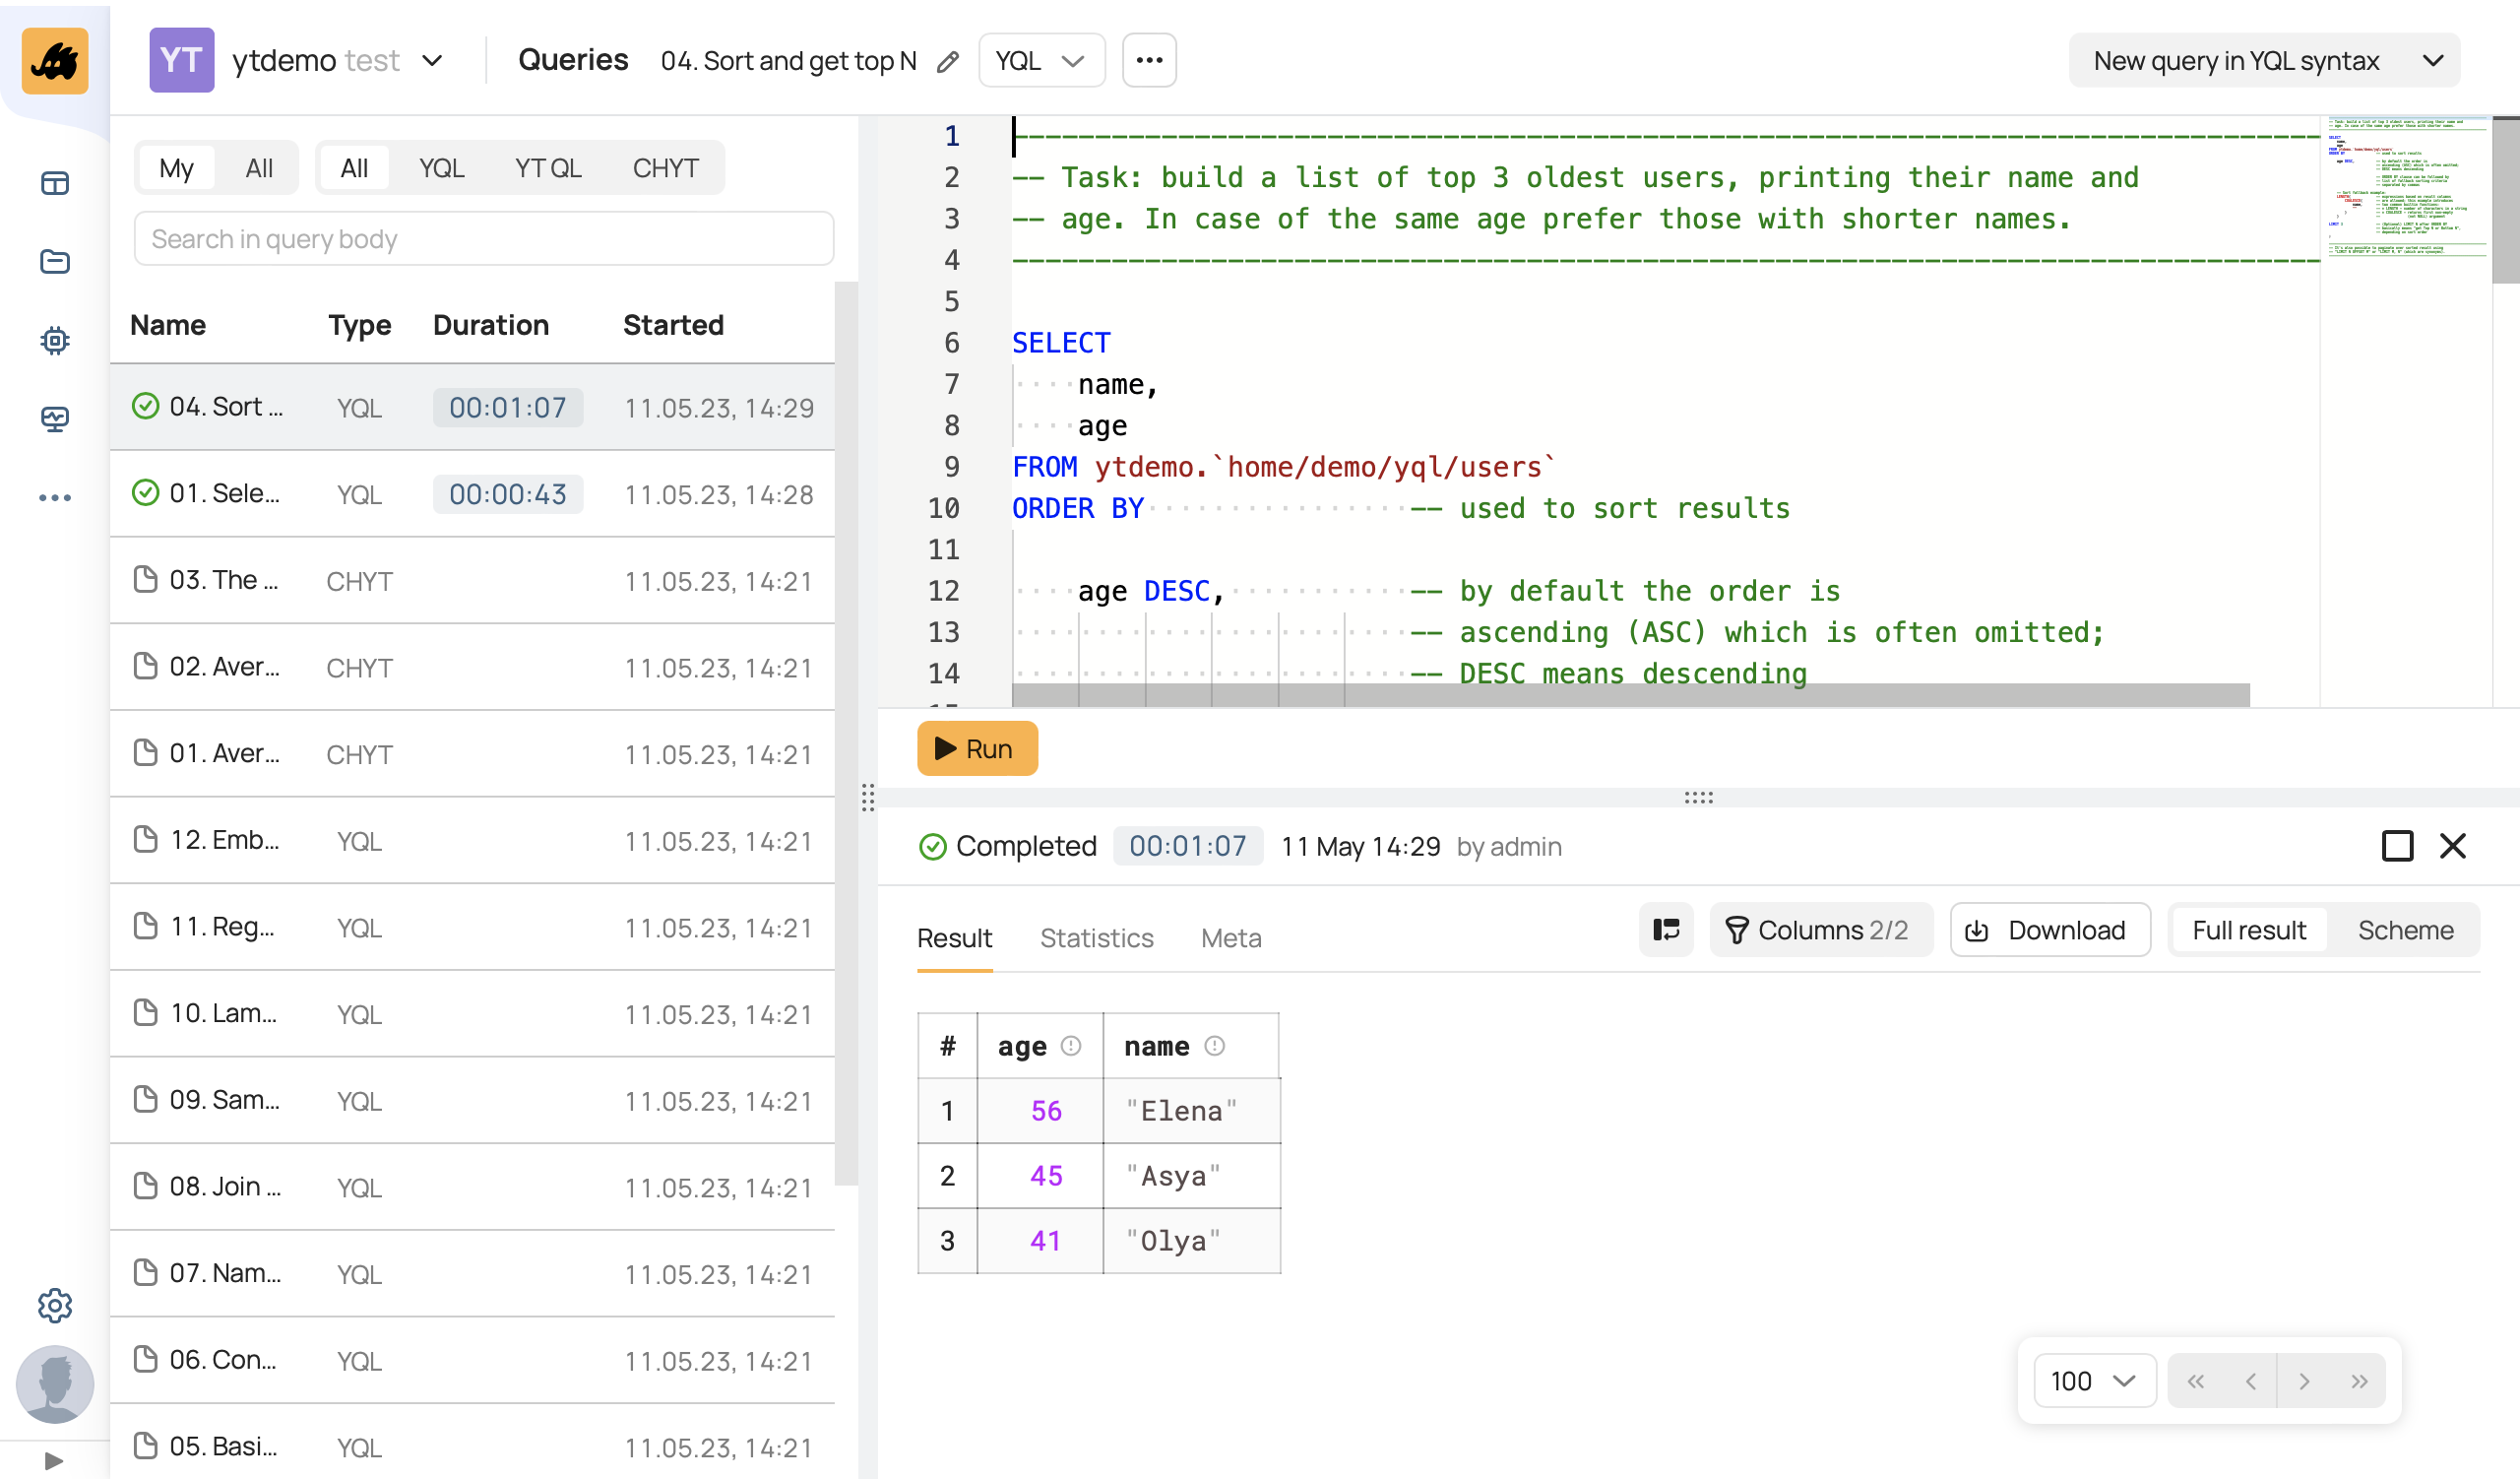 YT ytdemo test Queries 04. Sort and get top N YQL New query in YQL syntax
My All All YQL YT QL CHYT
Search in query body
Name Type Duration Started
04. Sort ... YQL 00:01:07 11.05.23, 14:29
01. Sele... YQL 00:00:43 11.05.23, 14:28
03. The ... CHYT 11.05.23, 14:21
02. Aver... CHYT 11.05.23, 14:21
01. Aver... CHYT 11.05.23, 14:21
12. Emb... YQL 11.05.23, 14:21
11. Reg... YQL 11.05.23, 14:21
10. Lam... YQL 11.05.23, 14:21
09. Sam... YQL 11.05.23, 14:21
08. Join ... YQL 11.05.23, 14:21
07. Nam... YQL 11.05.23, 14:21
06. Con... YQL 11.05.23, 14:21
05. Basi... YQL 11.05.23, 14:21
1 --------------------------------------------------------------------------------
2 -- Task: build a list of top 3 oldest users, printing their name and
3 -- age. In case of the same age prefer those with shorter names.
4 --------------------------------------------------------------------------------
5
6 SELECT
7 name,
8 age
9 FROM ytdemo.`home/demo/yql/users`
10 ORDER BY -- used to sort results
11
12 age DESC, -- by default the order is
13 -- ascending (ASC) which is often omitted;
14 -- DESC means descending
Run
Completed 00:01:07 11 May 14:29 by admin
Result Statistics Meta Columns 2/2 Download Full result Scheme
# age name
1 56 "Elena"
2 45 "Asya"
3 41 "Olya"
100